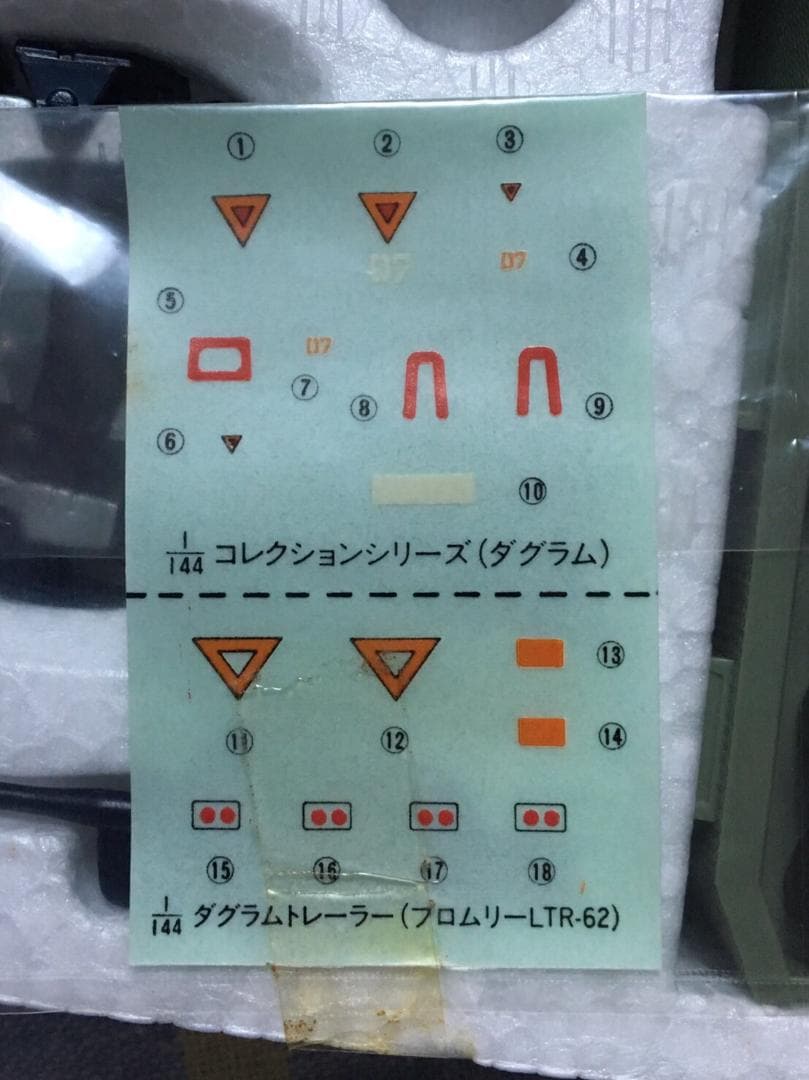 ① ② ③
D7 D7 ④
⑤
D7
⑦ ⑧ ⑨
⑥
⑩
1/144 コレクションシリーズ(ダグラム)
⑬
⑪ ⑫ ⑭
⑮ ⑯ ⑰ ⑱
1/144 ダグラムトレーラー(ブロムリーLTR-62)